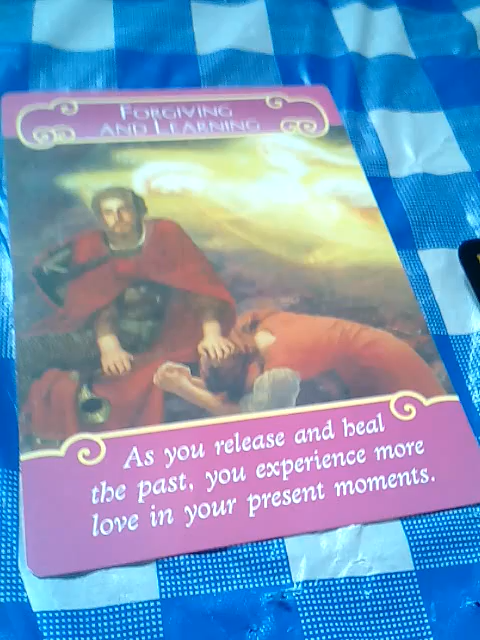 FORGIVING
AND LEARNING
As you release and heal
the past, you experience more
love in your present moments.